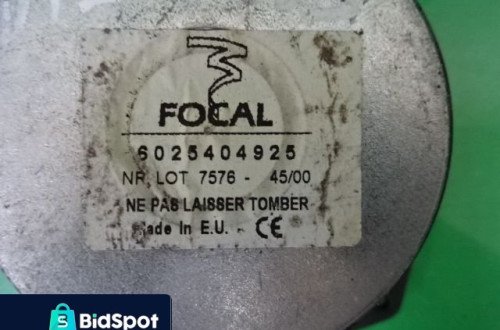 FOCAL
6025404925
NR LOT 7576 - 45/00
NE PAS LAISSER TOMBER
Made In E.U. - CE
BidSpot